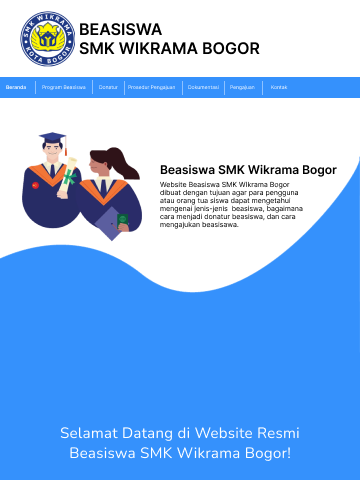 SMK WIKRAMA
KOTA BOGOR
BEASISWA
SMK WIKRAMA BOGOR
Beranda Program Beasiswa Donatur Prosedur Pengajuan Dokumentasi Pengajuan Kontak
Beasiswa SMK Wikrama Bogor
Website Beasiswa SMK Wikrama Bogor
dibuat dengan tujuan agar para pengguna
atau orang tua siswa dapat mengetahui
mengenai jenis-jenis beasiswa, bagaimana
cara menjadi donatur beasiswa, dan cara
mengajukan beasisawa.
Selamat Datang di Website Resmi
Beasiswa SMK Wikrama Bogor!